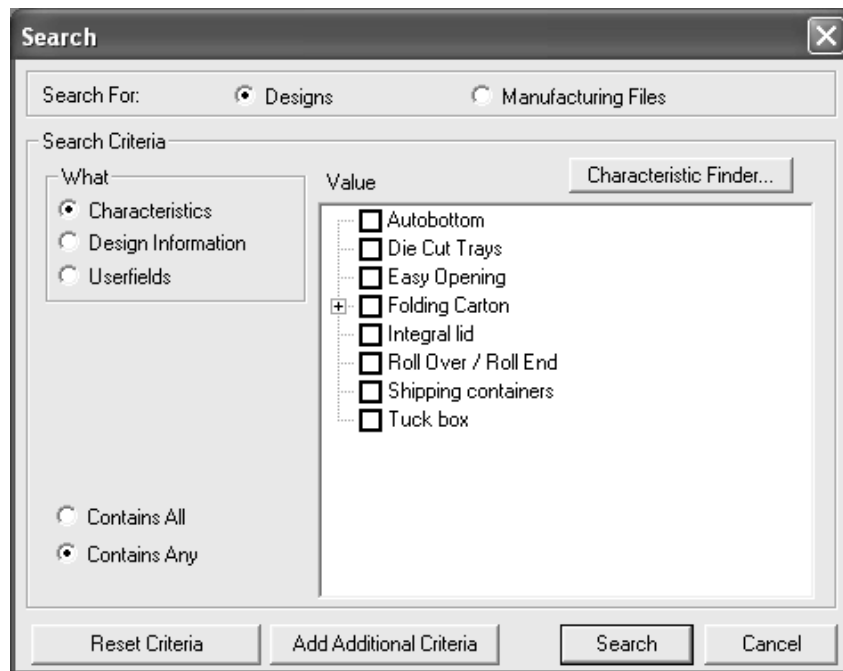 Search
Search For: Designs Manufacturing Files
Search Criteria
What
Characteristics
Design Information
Userfields
Contains All
Contains Any
Value Characteristic Finder...
Autobottom
Die Cut Trays
Easy Opening
Folding Carton
Integral lid
Roll Over / Roll End
Shipping containers
Tuck box
Reset Criteria Add Additional Criteria Search Cancel